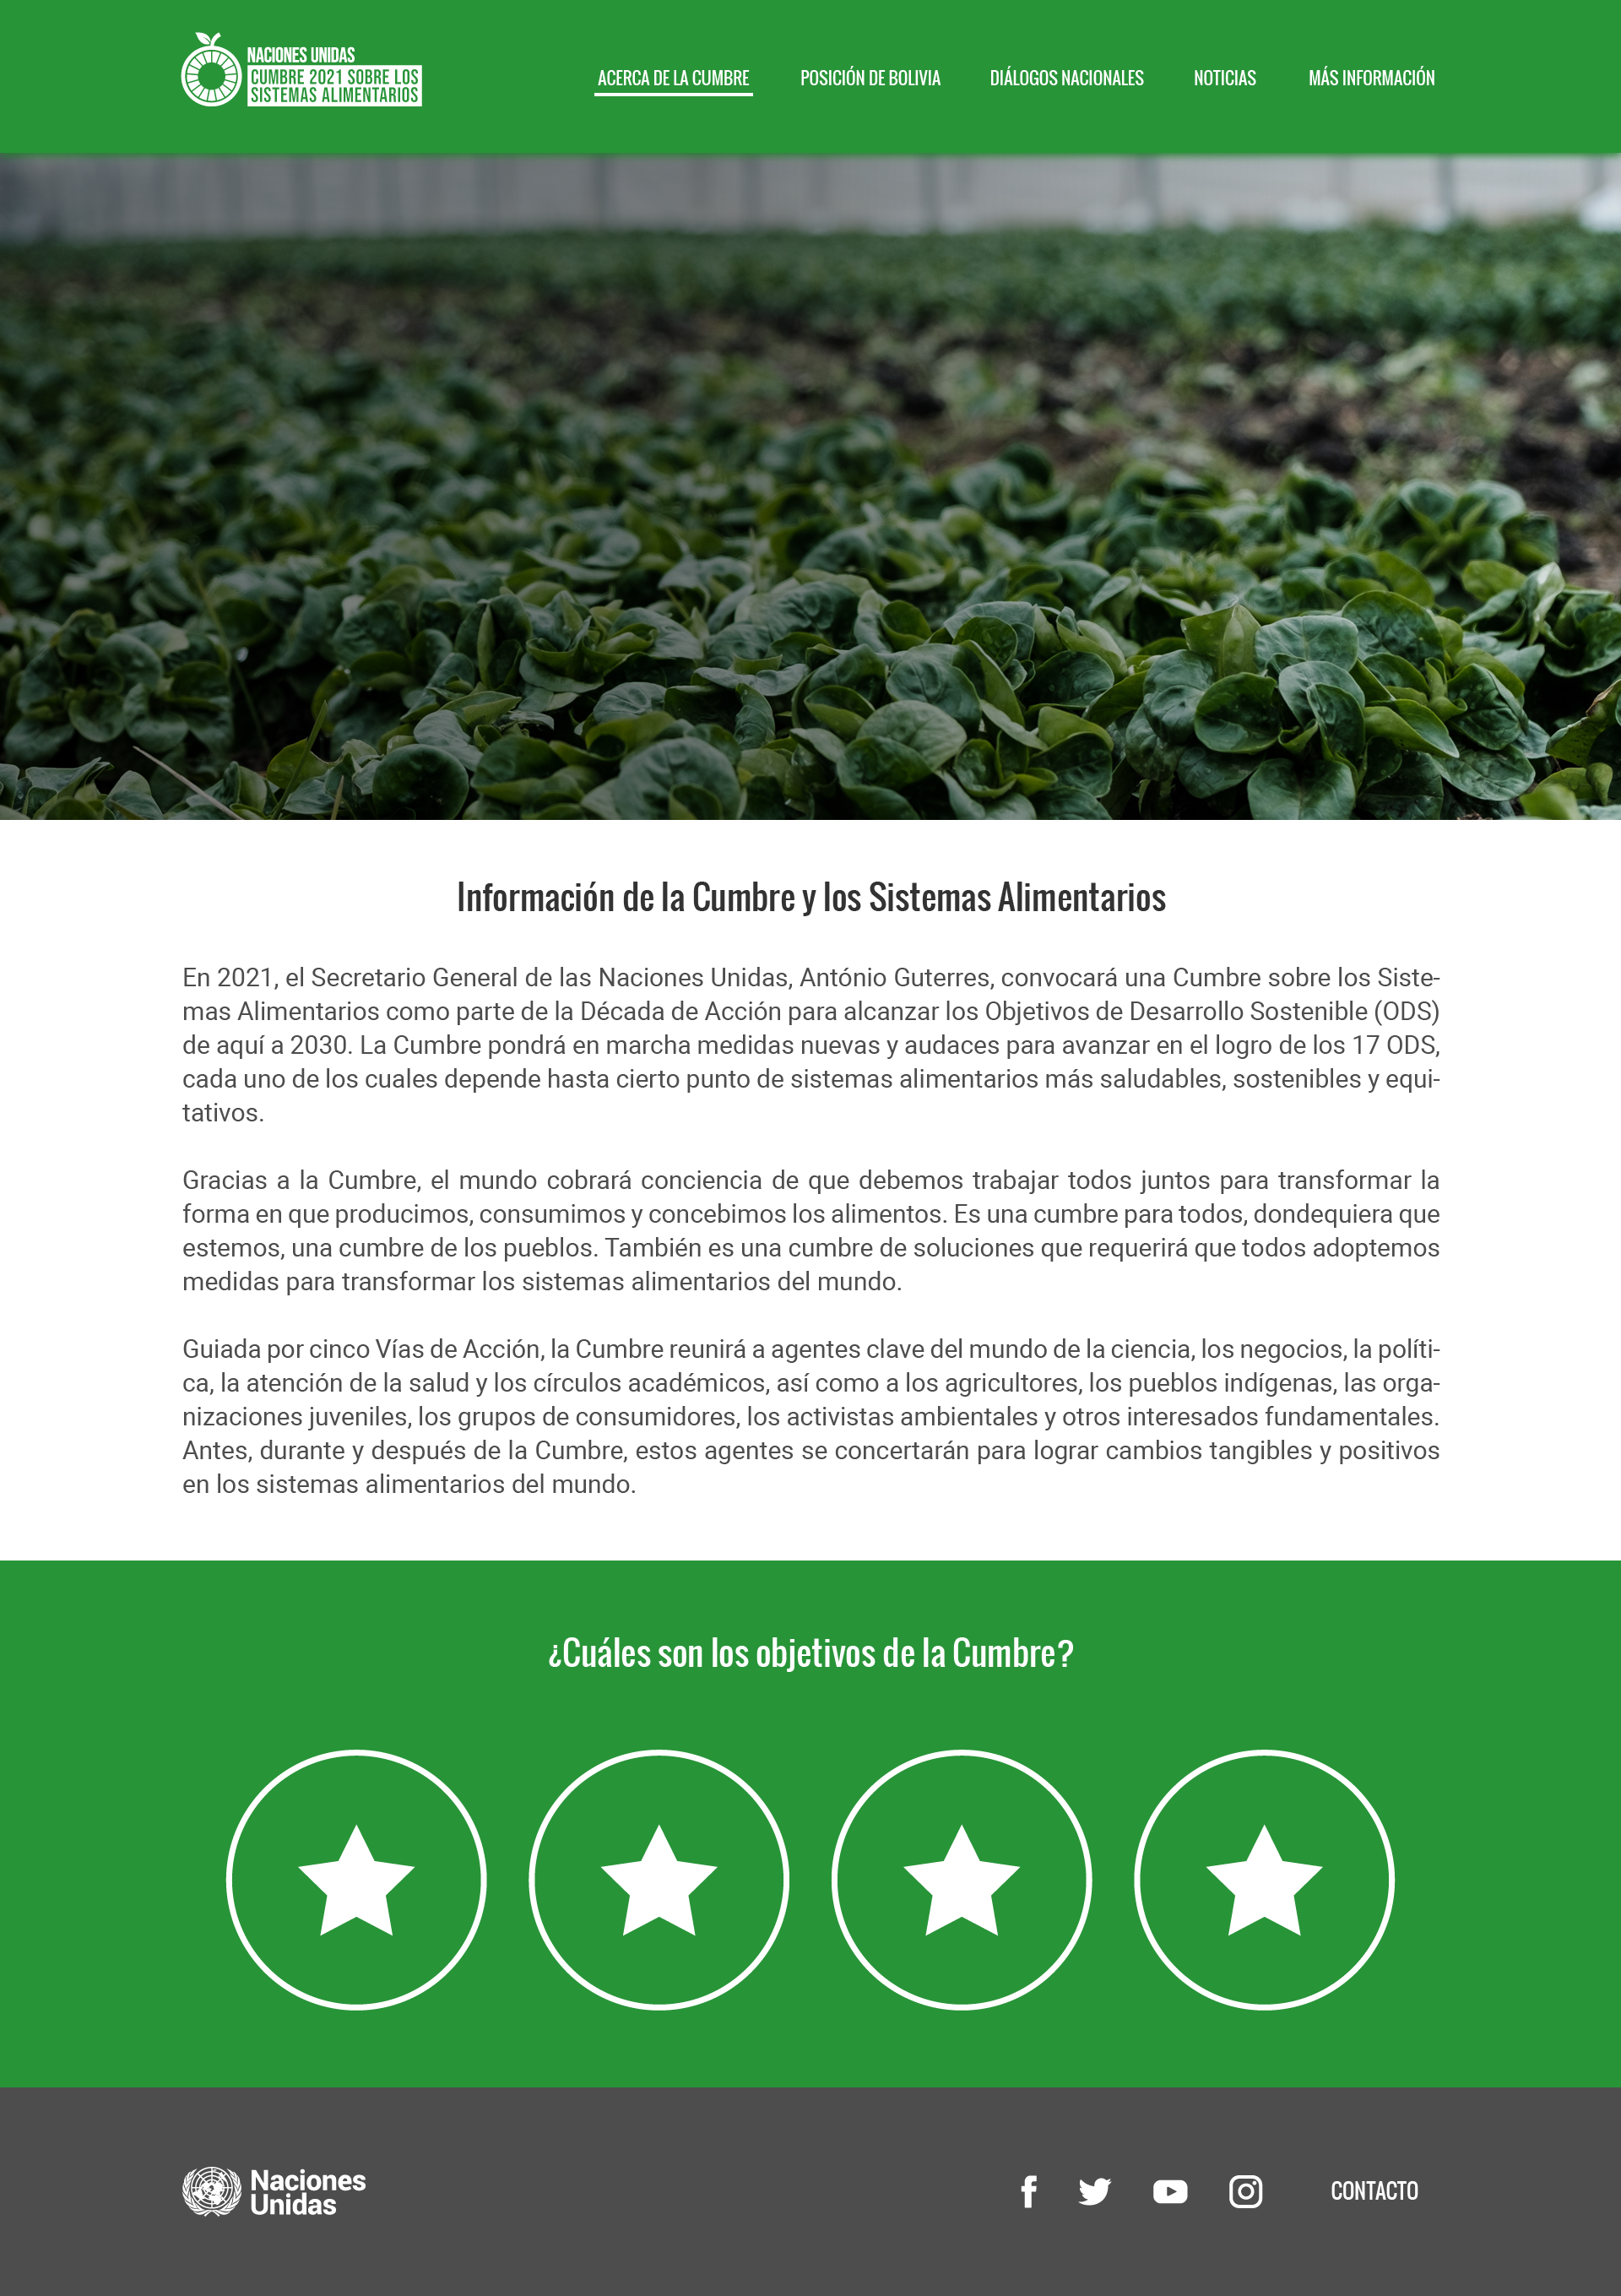 NACIONES UNIDAS
CUMBRE 2021 SOBRE LOS
SISTEMAS ALIMENTARIOS
ACERCA DE LA CUMBRE
POSICIÓN DE BOLIVIA
DIÁLOGOS NACIONALES
NOTICIAS
MÁS INFORMACIÓN
Información de la Cumbre y los Sistemas Alimentarios
En 2021, el Secretario General de las Naciones Unidas, António Guterres, convocará una Cumbre sobre los Siste-
mas Alimentarios como parte de la Década de Acción para alcanzar los Objetivos de Desarrollo Sostenible (ODS)
de aquí a 2030. La Cumbre pondrá en marcha medidas nuevas y audaces para avanzar en el logro de los 17 ODS,
cada uno de los cuales depende hasta cierto punto de sistemas alimentarios más saludables, sostenibles y equi-
tativos.
Gracias a la Cumbre, el mundo cobrará conciencia de que debemos trabajar todos juntos para transformar la
forma en que producimos, consumimos y concebimos los alimentos. Es una cumbre para todos, dondequiera que
estemos, una cumbre de los pueblos. También es una cumbre de soluciones que requerirá que todos adoptemos
medidas para transformar los sistemas alimentarios del mundo.
Guiada por cinco Vías de Acción, la Cumbre reunirá a agentes clave del mundo de la ciencia, los negocios, la políti-
ca, la atención de la salud y los círculos académicos, así como a los agricultores, los pueblos indígenas, las orga-
nizaciones juveniles, los grupos de consumidores, los activistas ambientales y otros interesados fundamentales.
Antes, durante y después de la Cumbre, estos agentes se concertarán para lograr cambios tangibles y positivos
en los sistemas alimentarios del mundo.
¿Cuáles son los objetivos de la Cumbre?
Naciones
Unidas
CONTACTO